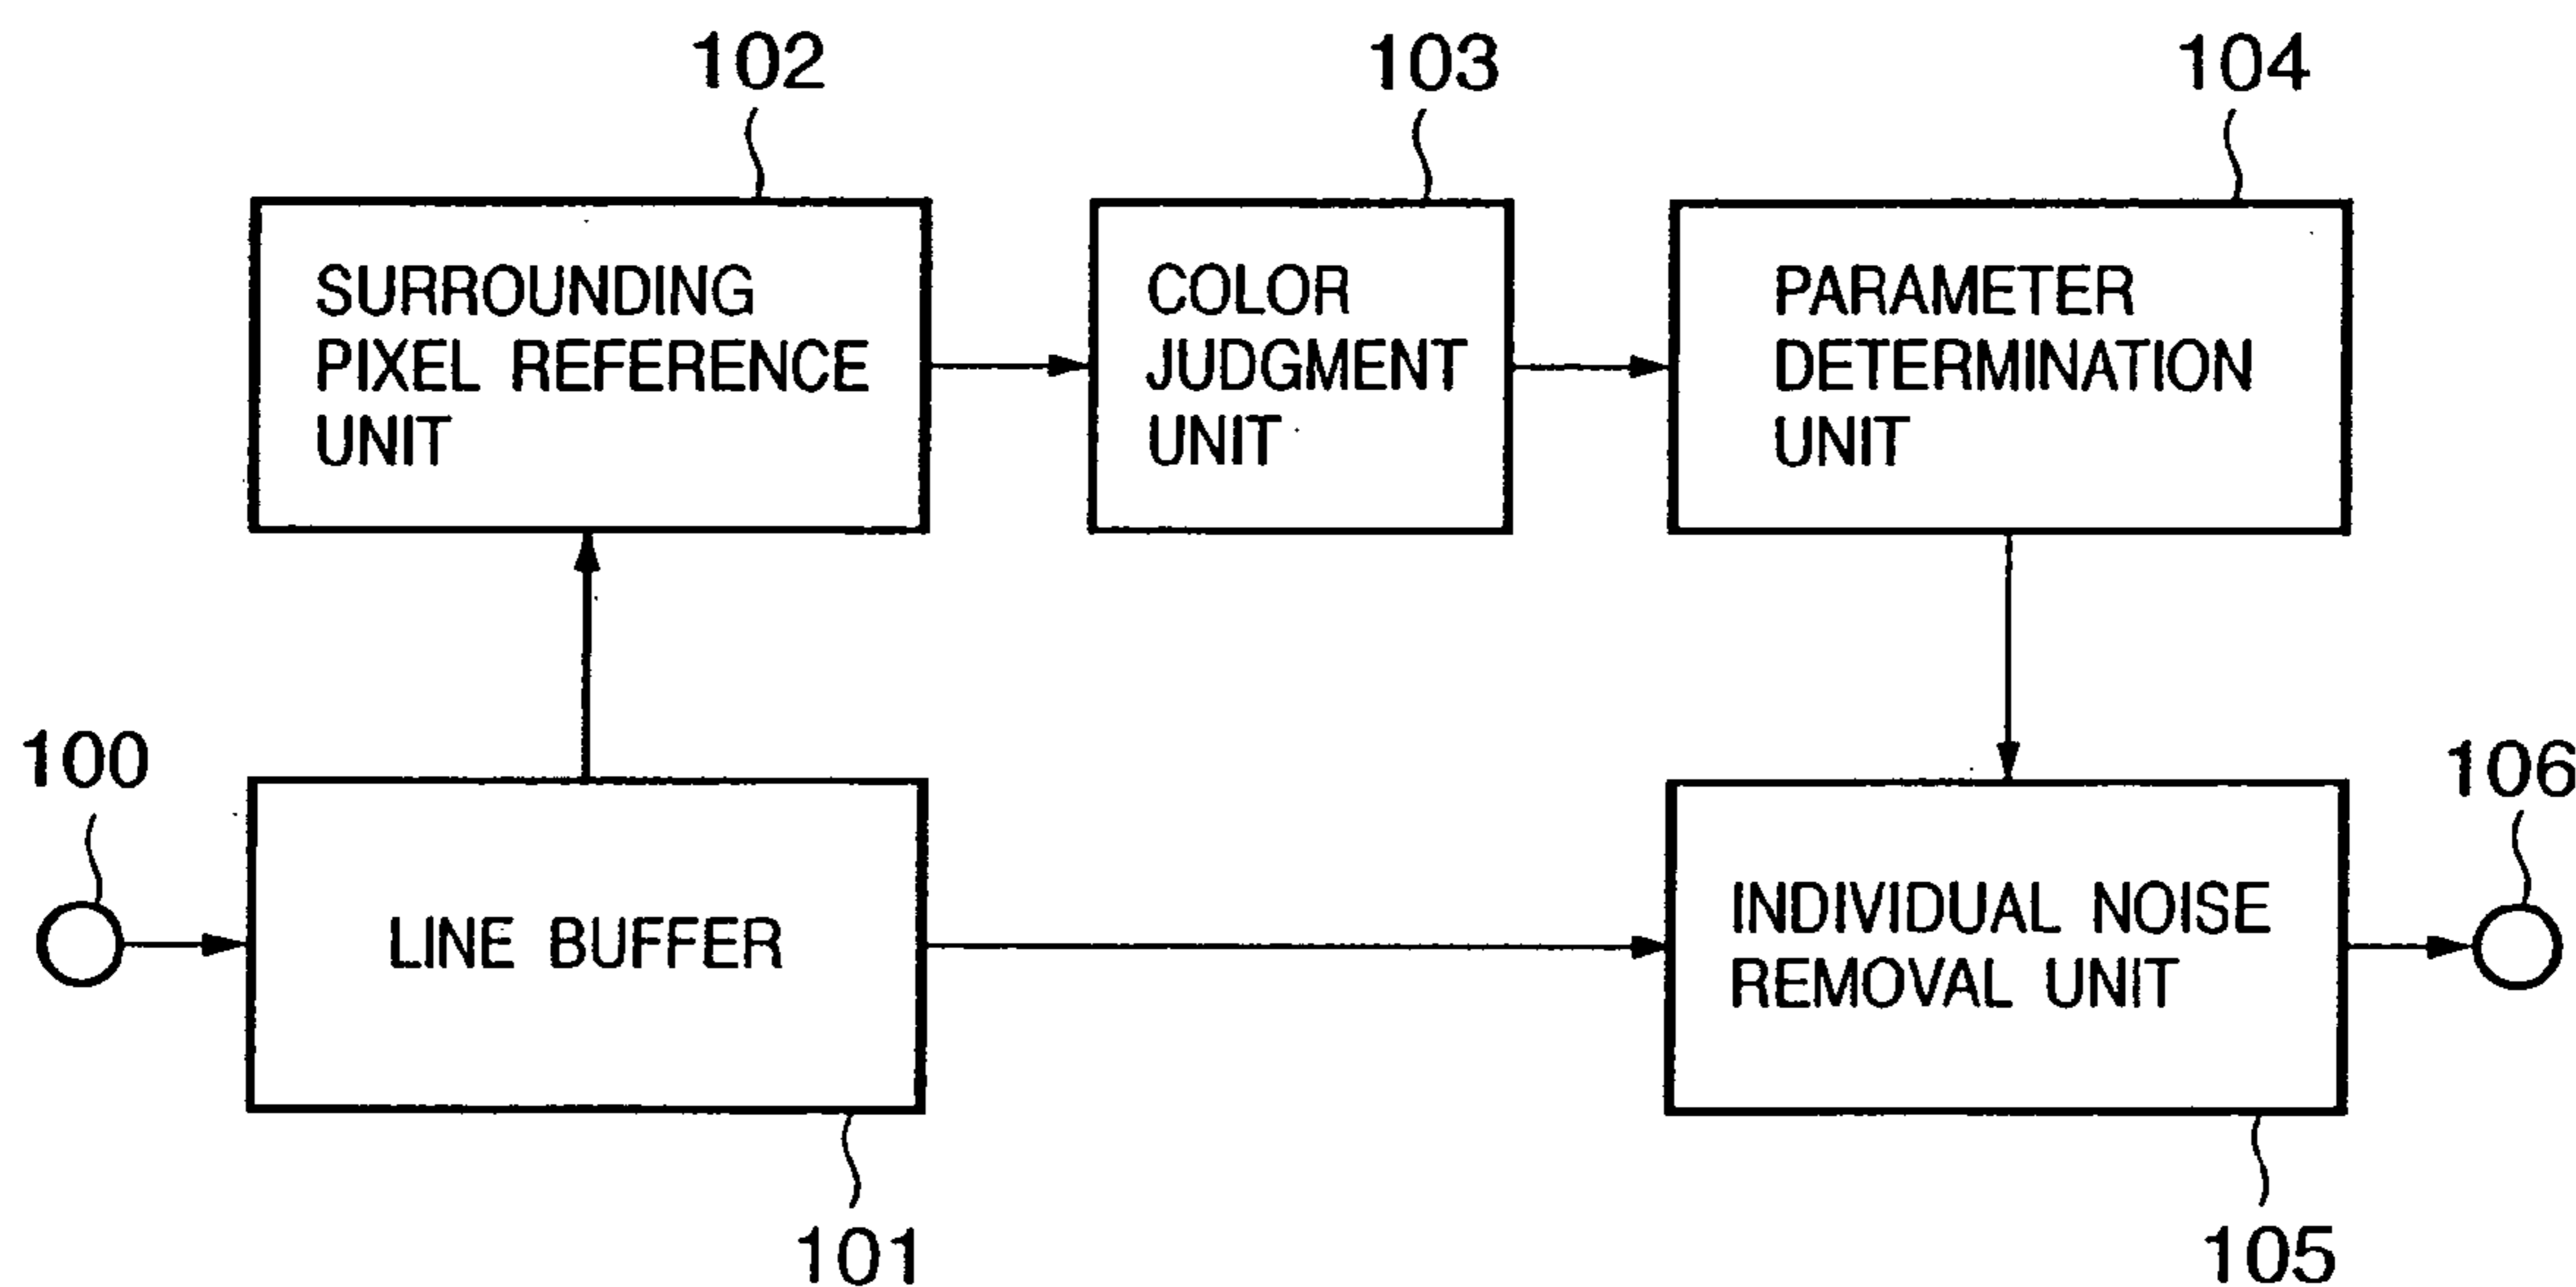 102
103
104
SURROUNDING
PIXEL REFERENCE
UNIT
COLOR
JUDGMENT
UNIT
PARAMETER
DETERMINATION
UNIT
100
106
LINE BUFFER
INDIVIDUAL NOISE
REMOVAL UNIT
101
105